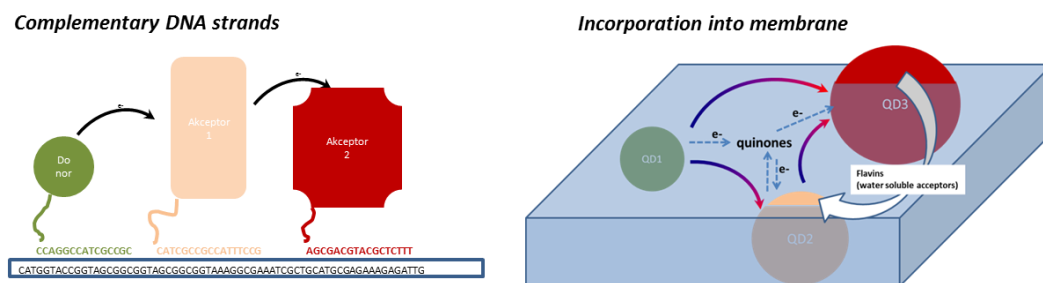 Complementary DNA strands
e-
e-
Do
nor
Akceptor
1
Akceptor
2
CCAGGCCATCGCCGC
CATCGCCGCCATTTCCG
AGCGACGTACGCTCTTT
CATGGTACCGGTAGCGGCGGTAGCGGCGGTAAAGGCGAAATCGCTGCATGCGAGAAAGAGATTG
Incorporation into membrane
QD1
e-
quinones
e-
e-
QD3
Flavins
(water soluble acceptors)
QD2